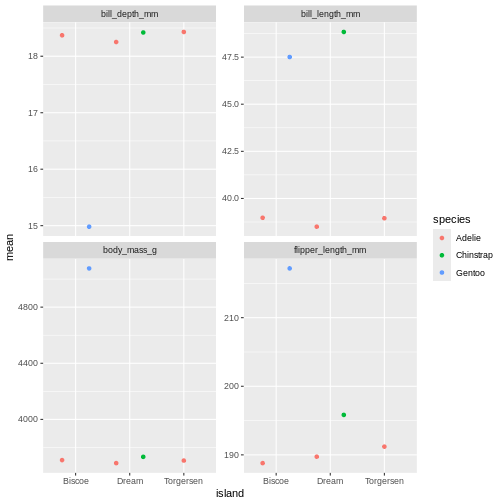 bill_depth_mm
bill_length_mm
18
17
16
15
47.5
45.0
42.5
40.0
body_mass_g
flipper_length_mm
4800
4400
4000
210
200
190
Biscoe
Dream
Torgersen
Biscoe
Dream
Torgersen
island
mean
species
Adelie
Chinstrap
Gentoo